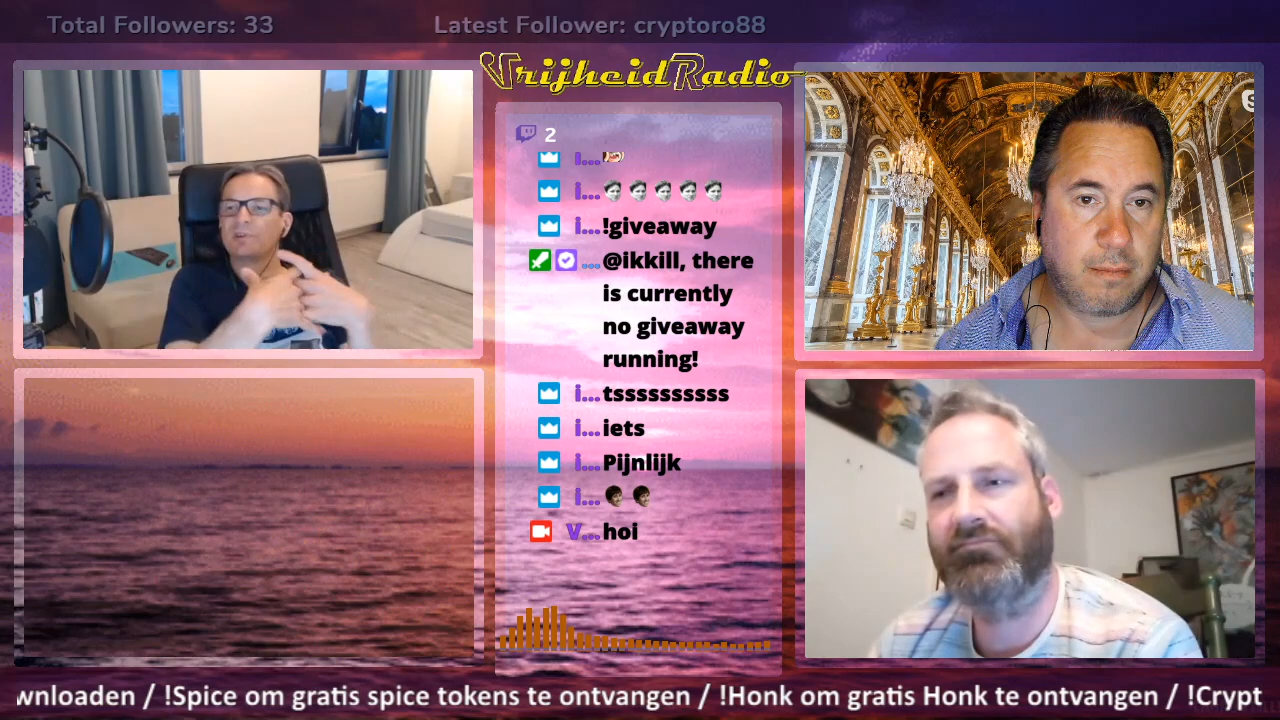 Total Followers: 33
Latest Follower: cryptoro88
VrijheidRadio
2
i...
i...
i... !giveaway
... @ikkill, there
is currently
no giveaway
running!
i... tssssssssss
i... iets
i... Pijnlijk
i...
V... hoi
wnloaden / !Spice om gratis spice tokens te ontvangen / !Honk om gratis Honk te ontvangen / !Crypt